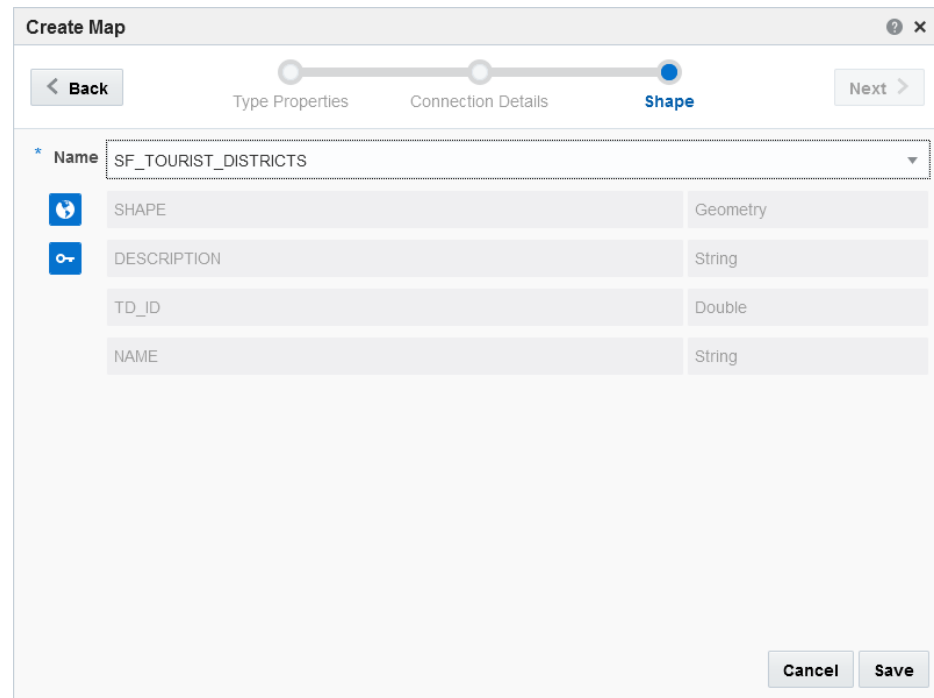 Create Map
Back
Type Properties
Connection Details
Shape
Next
* Name SF_TOURIST_DISTRICTS
SHAPE Geometry
DESCRIPTION String
TD_ID Double
NAME String
Cancel Save